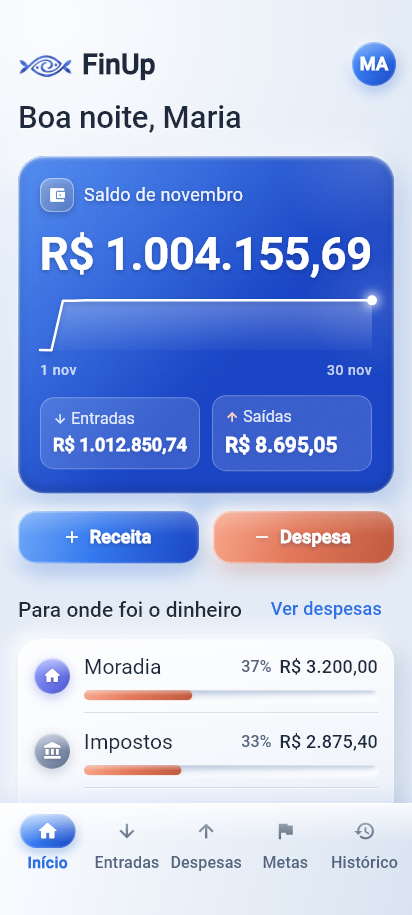 FinUp
MA
Boa noite, Maria
Saldo de novembro
R$ 1.004.155,69
1 nov 30 nov
Entradas
R$ 1.012.850,74
Saídas
R$ 8.695,05
+ Receita
− Despesa
Para onde foi o dinheiro Ver despesas
Moradia 37% R$ 3.200,00
Impostos 33% R$ 2.875,40
Início Entradas Despesas Metas Histórico